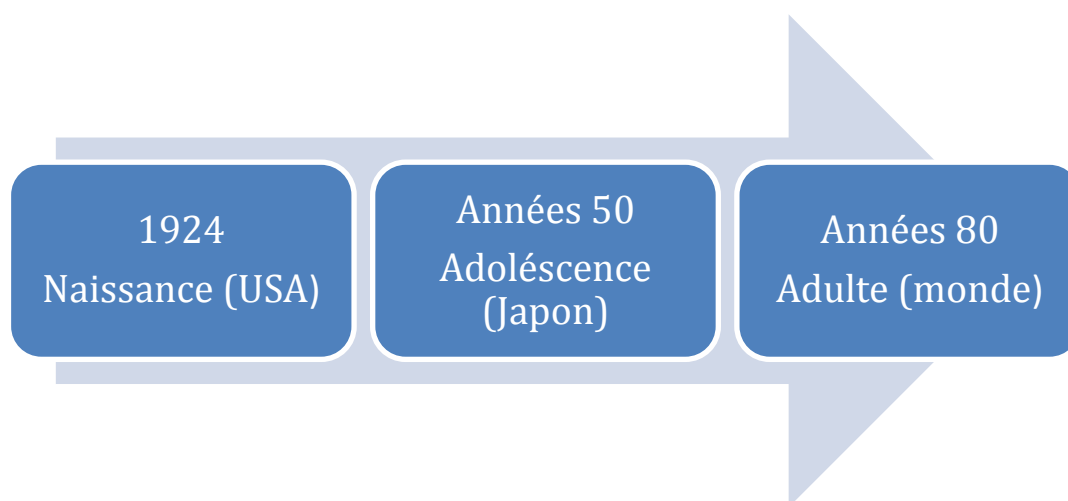 1924
Naissance (USA)
Années 50
Adoléscence
(Japon)
Années 80
Adulte (monde)